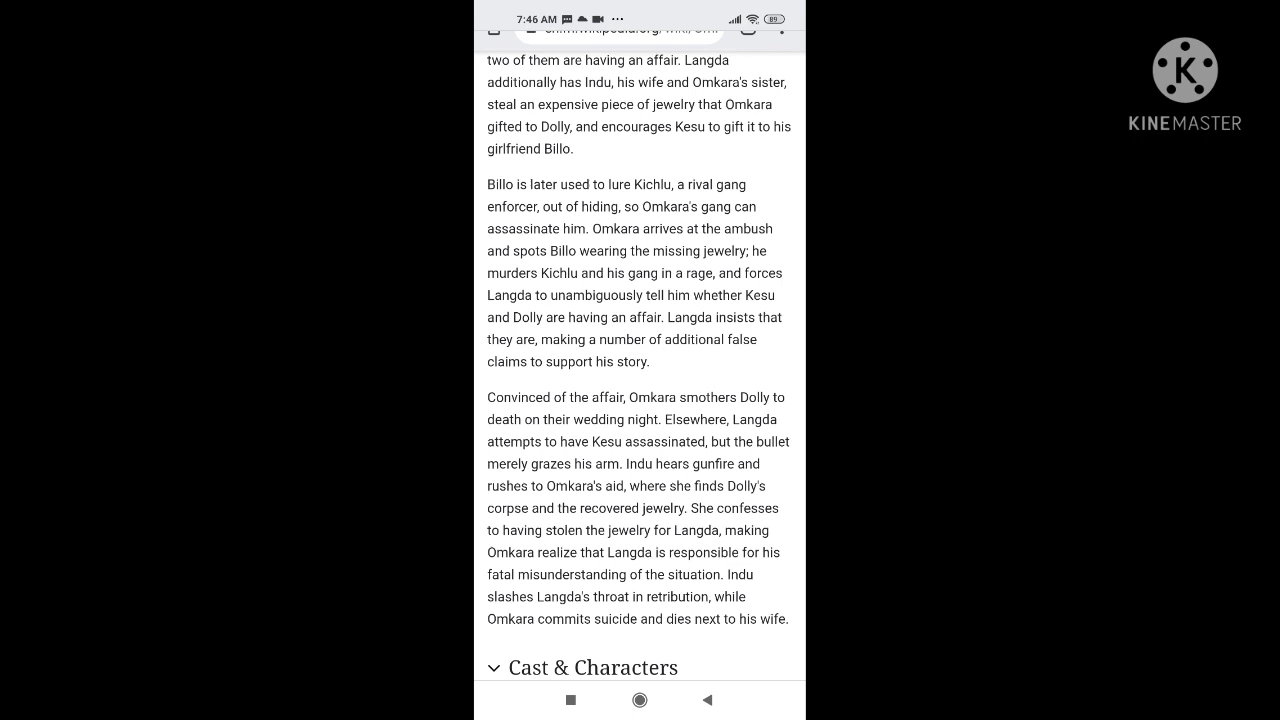 7:46 AM
89
two of them are having an affair. Langda
additionally has Indu, his wife and Omkara's sister,
steal an expensive piece of jewelry that Omkara
gifted to Dolly, and encourages Kesu to gift it to his
girlfriend Billo.
Billo is later used to lure Kichlu, a rival gang
enforcer, out of hiding, so Omkara's gang can
assassinate him. Omkara arrives at the ambush
and spots Billo wearing the missing jewelry; he
murders Kichlu and his gang in a rage, and forces
Langda to unambiguously tell him whether Kesu
and Dolly are having an affair. Langda insists that
they are, making a number of additional false
claims to support his story.
Convinced of the affair, Omkara smothers Dolly to
death on their wedding night. Elsewhere, Langda
attempts to have Kesu assassinated, but the bullet
merely grazes his arm. Indu hears gunfire and
rushes to Omkara's aid, where she finds Dolly's
corpse and the recovered jewelry. She confesses
to having stolen the jewelry for Langda, making
Omkara realize that Langda is responsible for his
fatal misunderstanding of the situation. Indu
slashes Langda's throat in retribution, while
Omkara commits suicide and dies next to his wife.
Cast & Characters
K
KINEMASTER